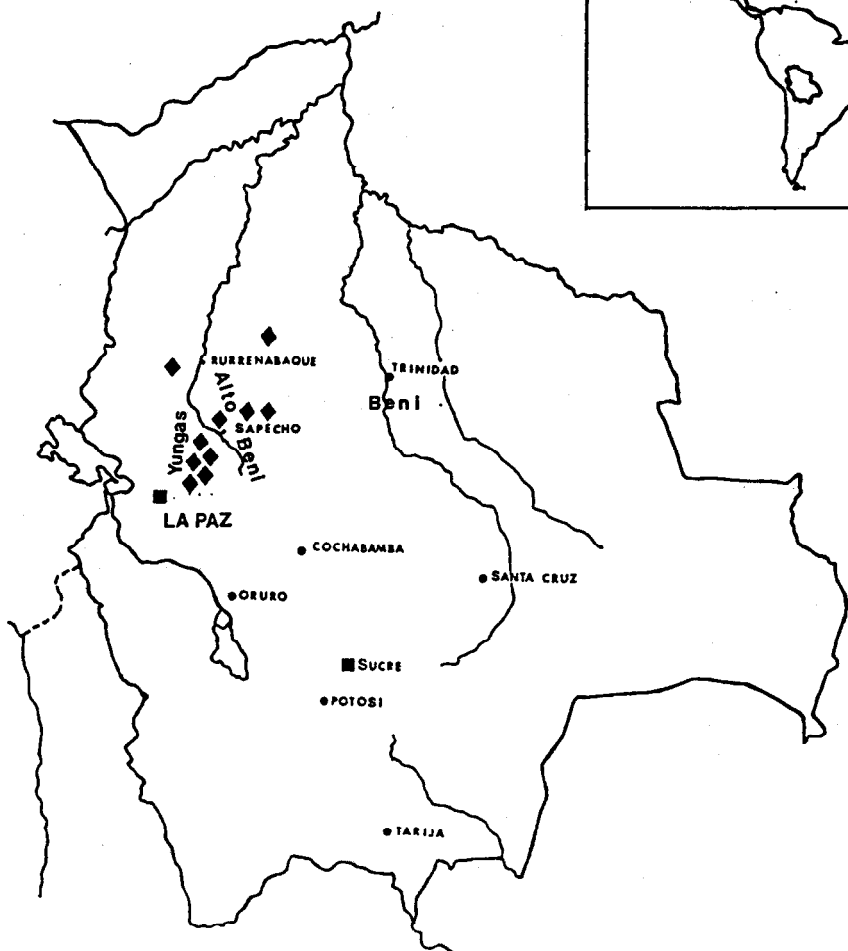 RURRENABAQUE
TRINIDAD
Alto
Beni
Beni
SAPECHO
Yungas
LA PAZ
COCHABAMBA
SANTA CRUZ
ORURO
SUCRE
POTOSI
TARIJA